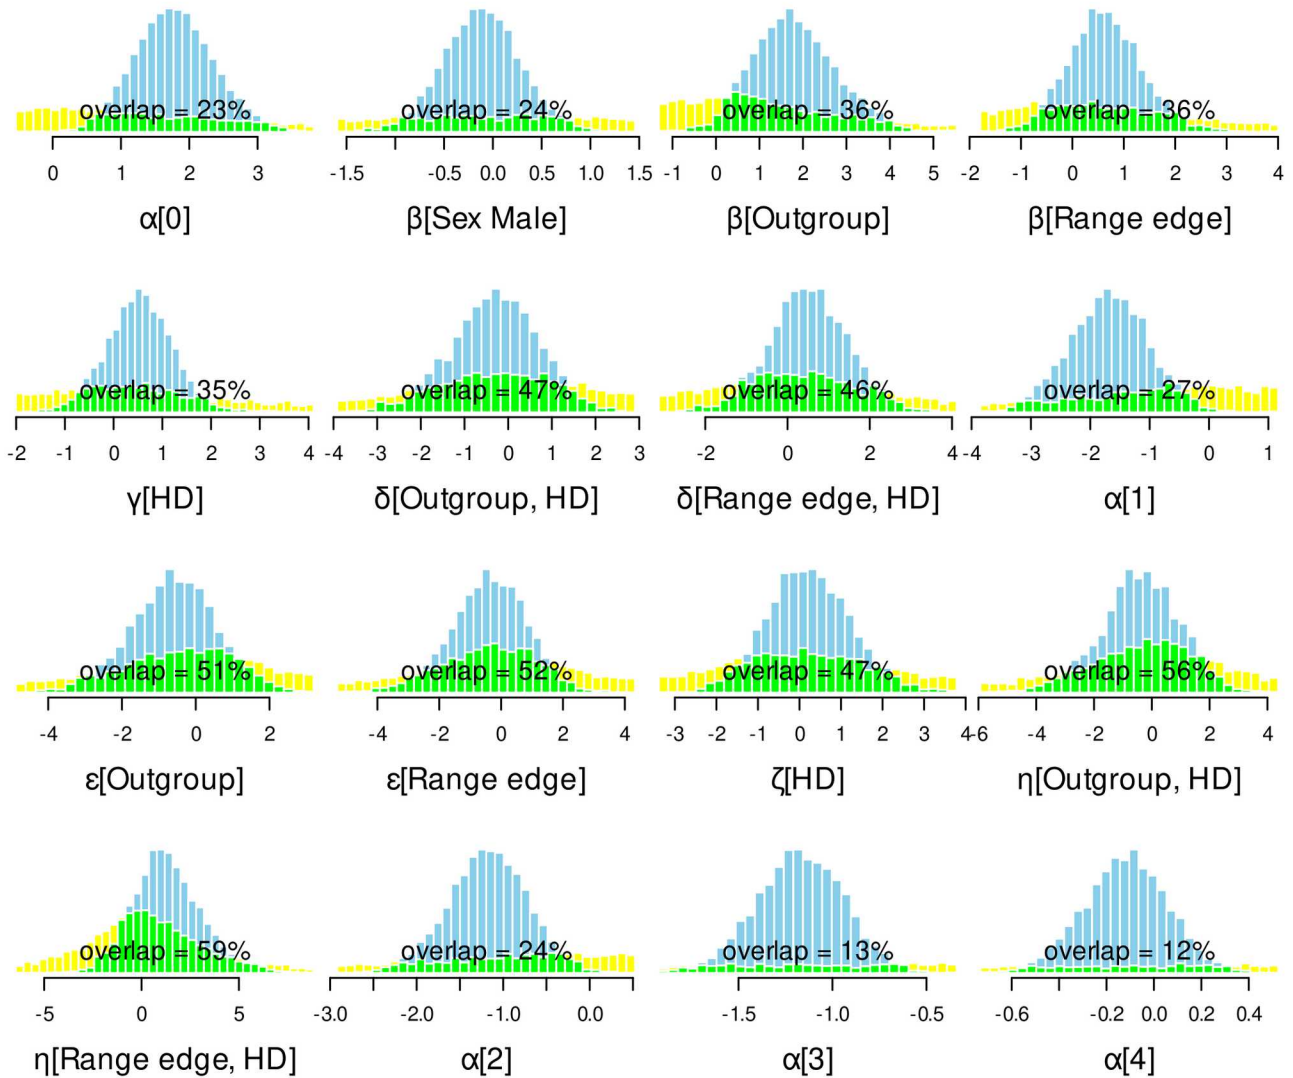 overlap = 23% overlap = 24% overlap = 36% overlap = 36%
0 1 2 3 -1.5 -0.5 0.0 0.5 1.0 1.5 -1 0 1 2 3 4 5 -2 -1 0 1 2 3 4
α[0] β[Sex Male] β[Outgroup] β[Range edge]
overlap = 35% overlap = 47% overlap = 46% overlap = 27%
-2 -1 0 1 2 3 4 -4 -3 -2 -1 0 1 2 3 -2 0 2 4 -4 -3 -2 -1 0 1
γ[HD] δ[Outgroup, HD] δ[Range edge, HD] α[1]
overlap = 51% overlap = 52% overlap = 47% overlap = 56%
-4 -2 0 2 -4 -2 0 2 4 -3 -2 -1 0 1 2 3 4 -6 -4 -2 0 2 4
ε[Outgroup] ε[Range edge] ζ[HD] η[Outgroup, HD]
overlap = 59% overlap = 24% overlap = 13% overlap = 12%
-5 0 5 -3.0 -2.0 -1.0 0.0 -1.5 -1.0 -0.5 -0.6 -0.2 0.0 0.2 0.4
η[Range edge, HD] α[2] α[3] α[4]